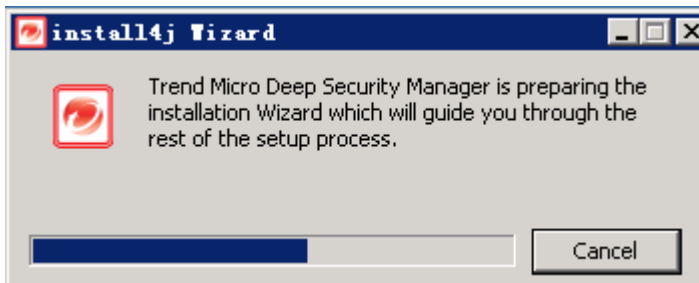 install4j Wizard
Trend Micro Deep Security Manager is preparing the
installation Wizard which will guide you through the
rest of the setup process.
Cancel